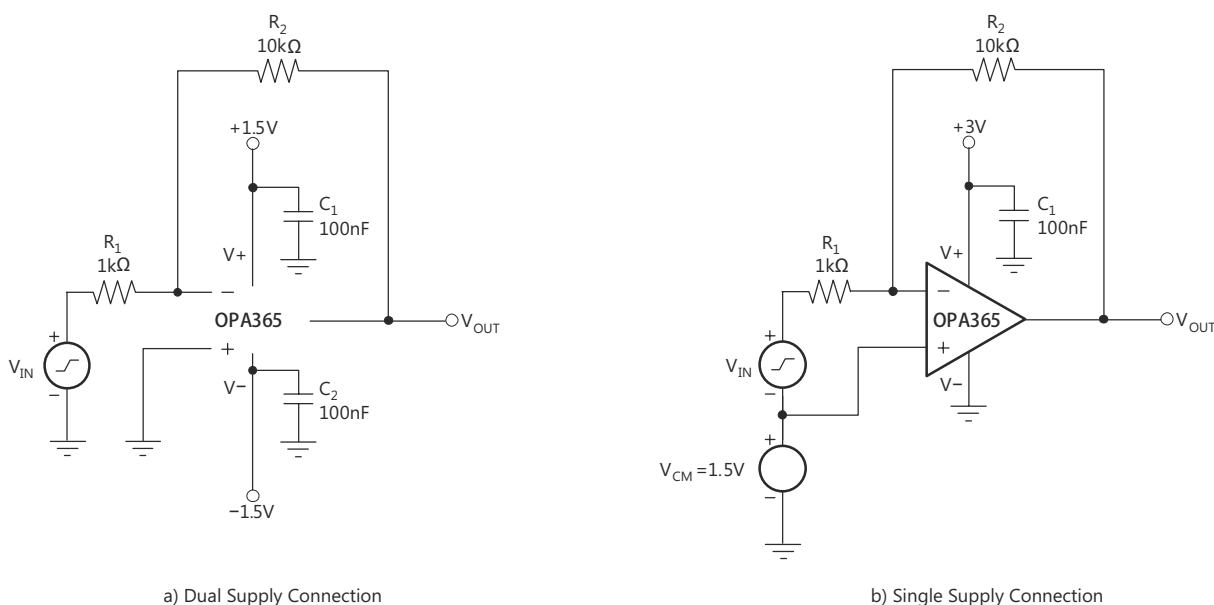 R2
10kΩ
+1.5V
C1
100nF
V+
R1
1kΩ
−
OPA365
+
VOUT
+
VIN
−
V−
C2
100nF
−1.5V
a) Dual Supply Connection
R2
10kΩ
+3V
C1
100nF
V+
R1
1kΩ
−
OPA365
+
VOUT
+
VIN
−
V−
+
VCM =1.5V
−
b) Single Supply Connection